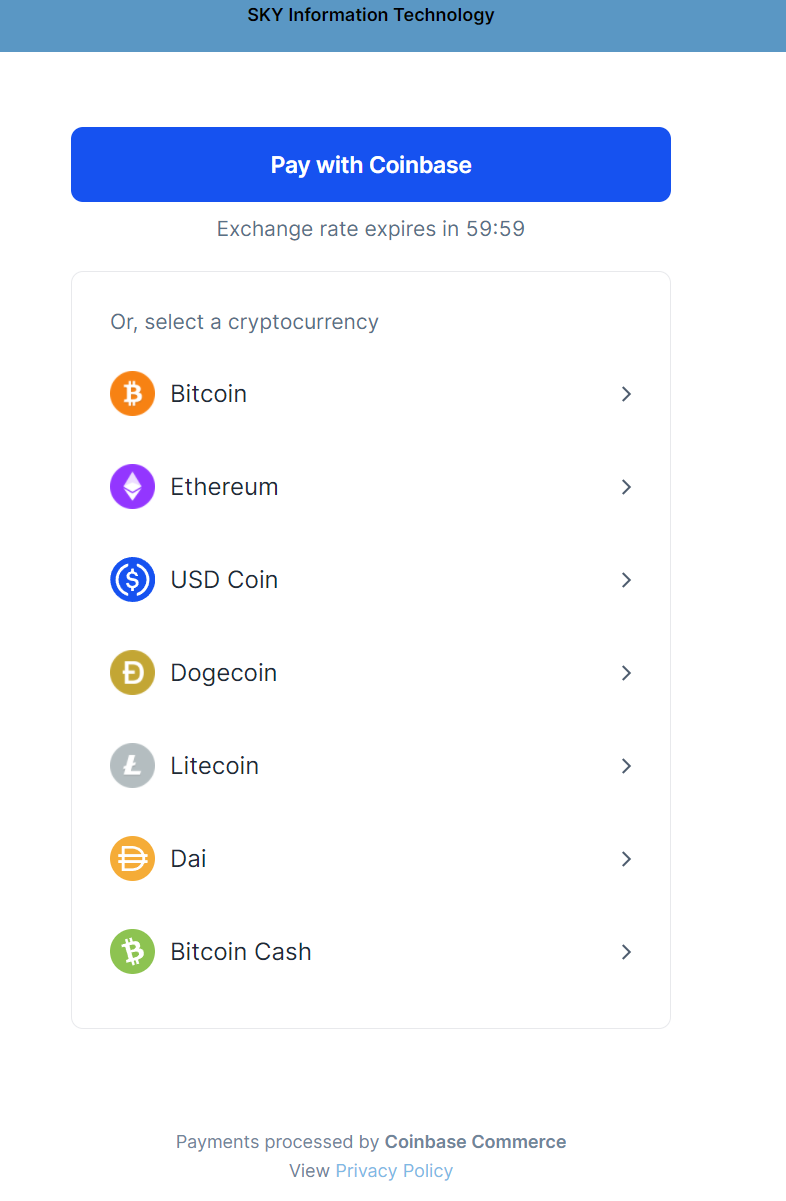 SKY Information Technology
Pay with Coinbase
Exchange rate expires in 59:59
Or, select a cryptocurrency
Bitcoin
Ethereum
USD Coin
Dogecoin
Litecoin
Dai
Bitcoin Cash
Payments processed by Coinbase Commerce
View Privacy Policy